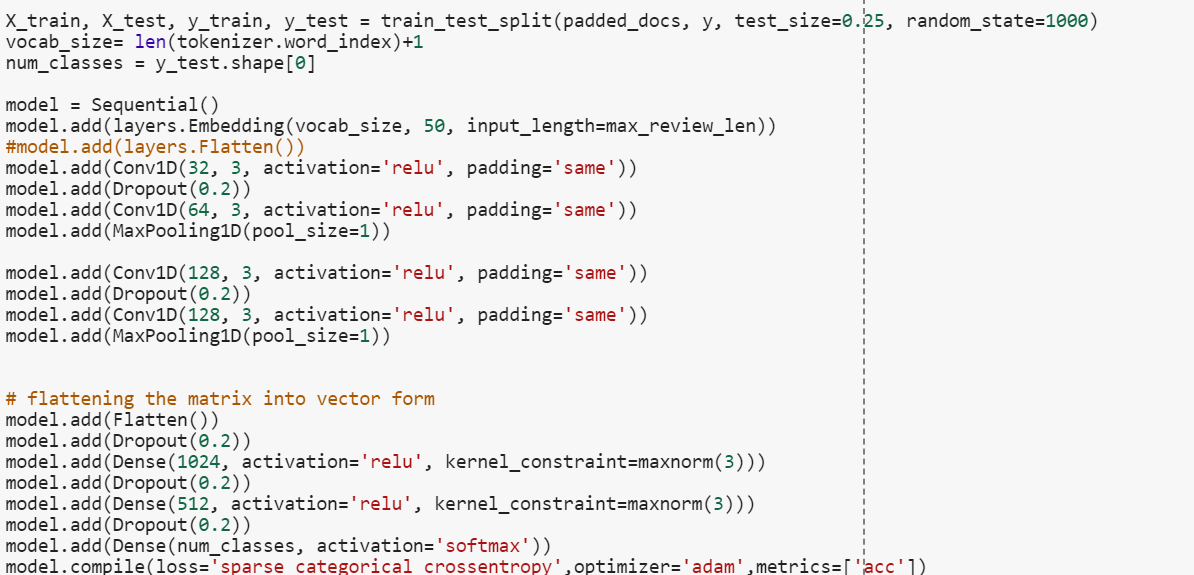 X_train, X_test, y_train, y_test = train_test_split(padded_docs, y, test_size=0.25, random_state=1000)
vocab_size= len(tokenizer.word_index)+1
num_classes = y_test.shape[0]
model = Sequential()
model.add(layers.Embedding(vocab_size, 50, input_length=max_review_len))
#model.add(layers.Flatten())
model.add(Conv1D(32, 3, activation='relu', padding='same'))
model.add(Dropout(0.2))
model.add(Conv1D(64, 3, activation='relu', padding='same'))
model.add(MaxPooling1D(pool_size=1))
model.add(Conv1D(128, 3, activation='relu', padding='same'))
model.add(Dropout(0.2))
model.add(Conv1D(128, 3, activation='relu', padding='same'))
model.add(MaxPooling1D(pool_size=1))
# flattening the matrix into vector form
model.add(Flatten())
model.add(Dropout(0.2))
model.add(Dense(1024, activation='relu', kernel_constraint=maxnorm(3)))
model.add(Dropout(0.2))
model.add(Dense(512, activation='relu', kernel_constraint=maxnorm(3)))
model.add(Dropout(0.2))
model.add(Dense(num_classes, activation='softmax'))
model.compile(loss='sparse_categorical_crossentropy',optimizer='adam',metrics=['acc'])